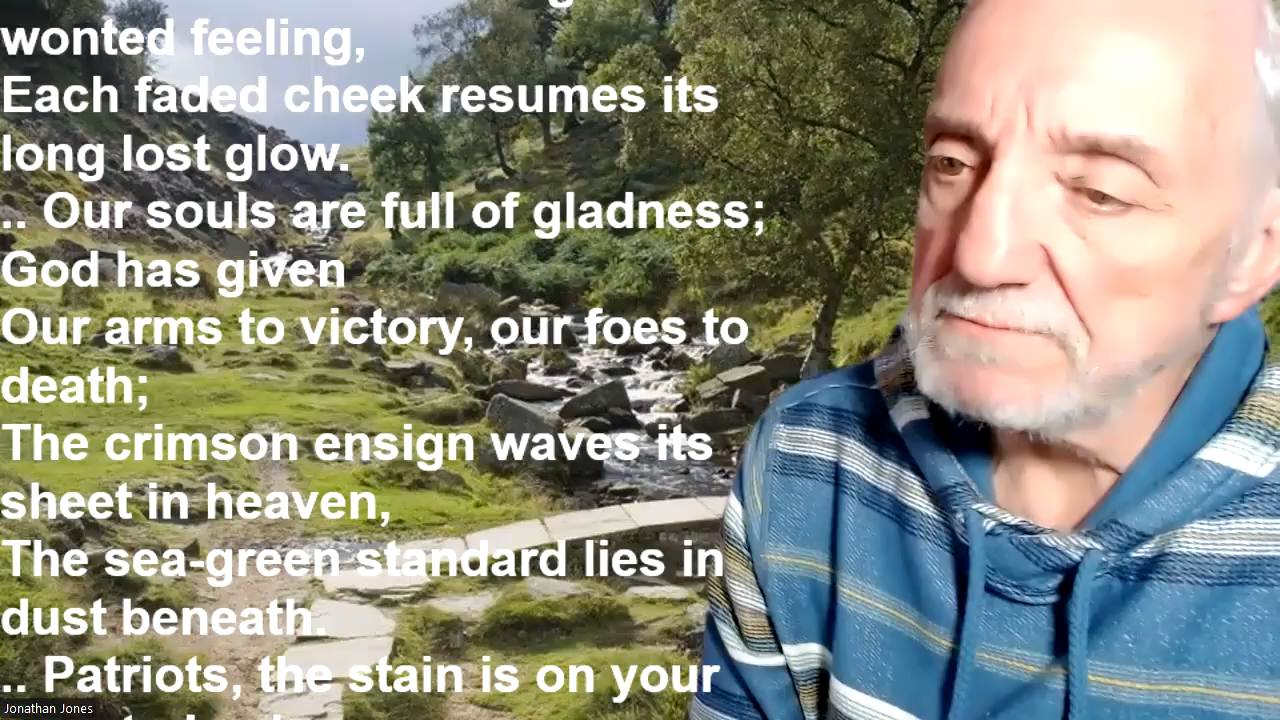 wonted feeling,
Each faded cheek resumes its
long lost glow.
.. Our souls are full of gladness;
God has given
Our arms to victory, our foes to
death;
The crimson ensign waves its
sheet in heaven,
The sea-green standard lies in
dust beneath.
.. Patriots, the stain is on your
Jonathan Jones